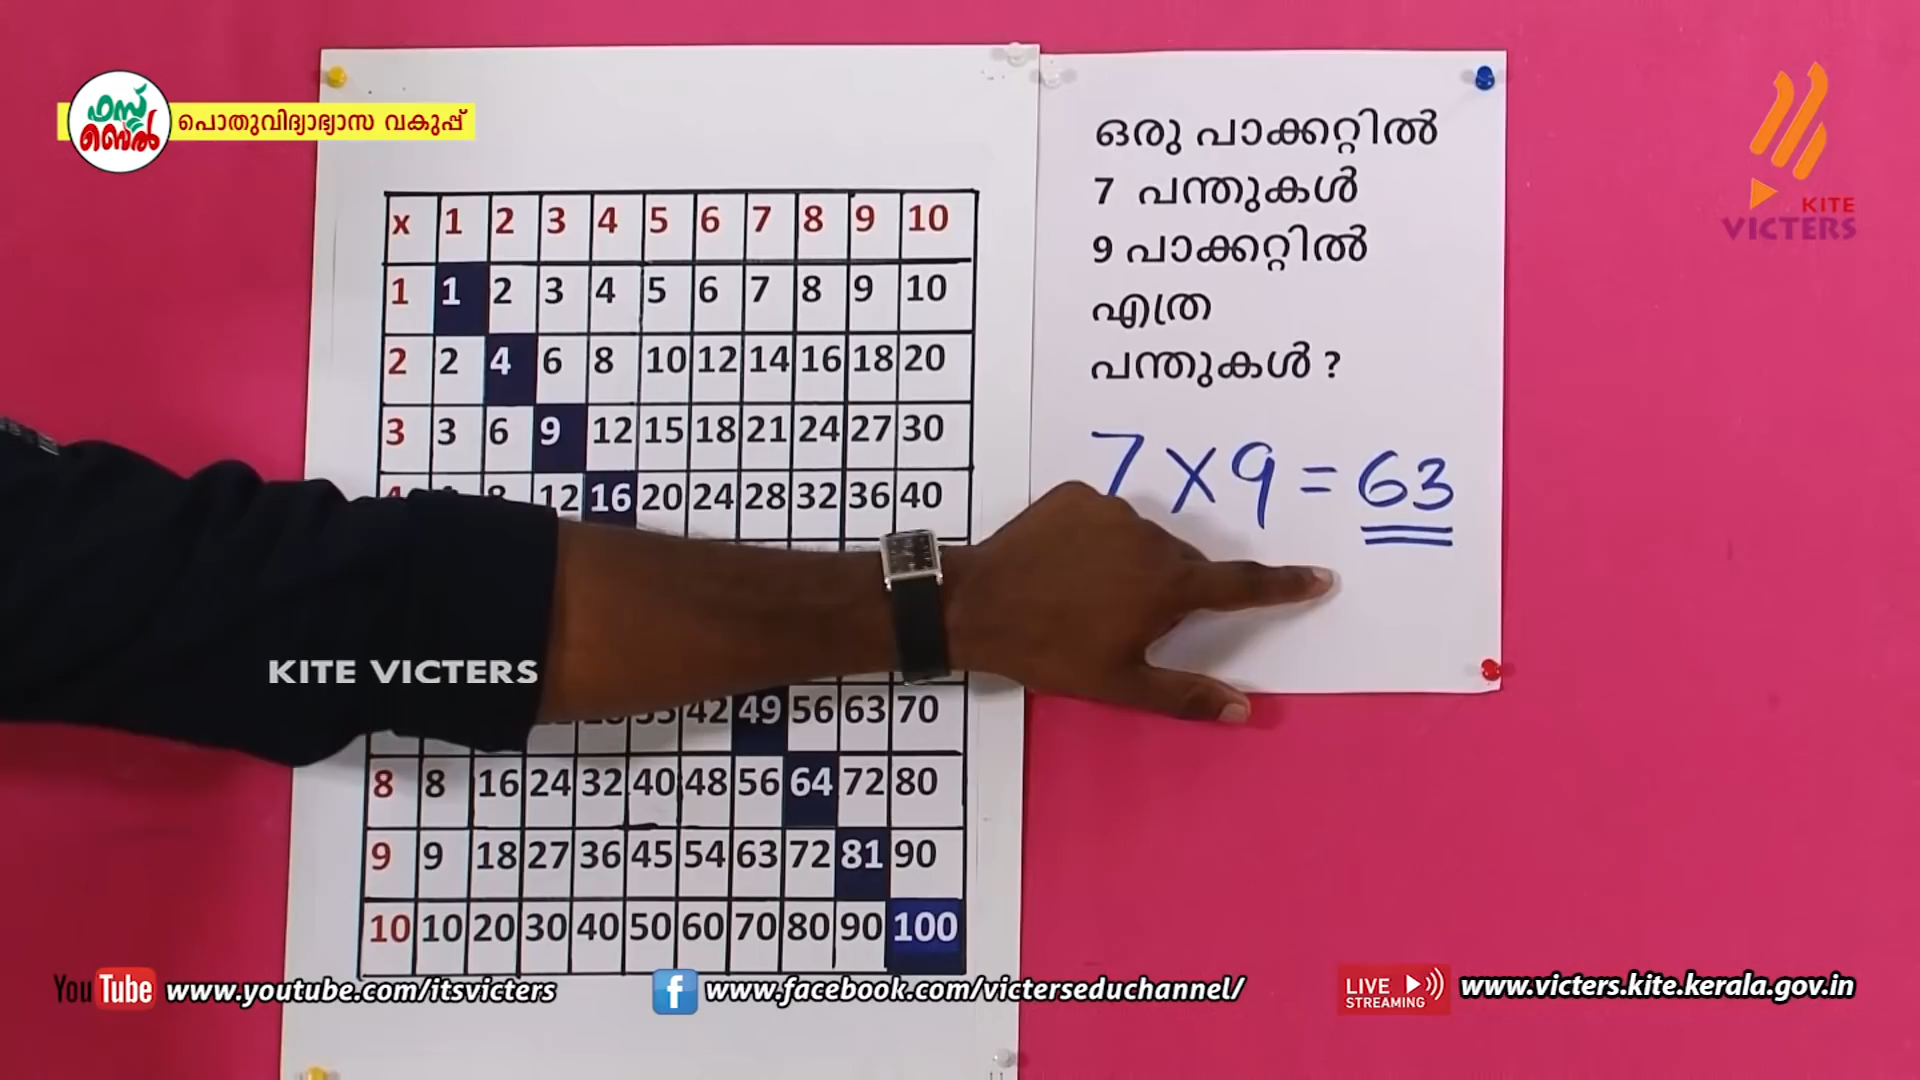 ഫസ്റ്റ്
ബെൽ
പൊതുവിദ്യാഭ്യാസ വകുപ്പ്
x 1 2 3 4 5 6 7 8 9 10
1 1 2 3 4 5 6 7 8 9 10
2 2 4 6 8 10 12 14 16 18 20
3 3 6 9 12 15 18 21 24 27 30
12 16 20 24 28 32 36 40
42 49 56 63 70
8 8 16 24 32 40 48 56 64 72 80
9 9 18 27 36 45 54 63 72 81 90
10 10 20 30 40 50 60 70 80 90 100
ഒരു പാക്കറ്റിൽ
7 പന്തുകൾ
9 പാക്കറ്റിൽ
എത്ര
പന്തുകൾ ?
7 X 9 = 63
KITE
VICTERS
KITE VICTERS
You Tube www.youtube.com/itsvicters
f www.facebook.com/victerseduchannel/
LIVE
STREAMING
www.victers.kite.kerala.gov.in